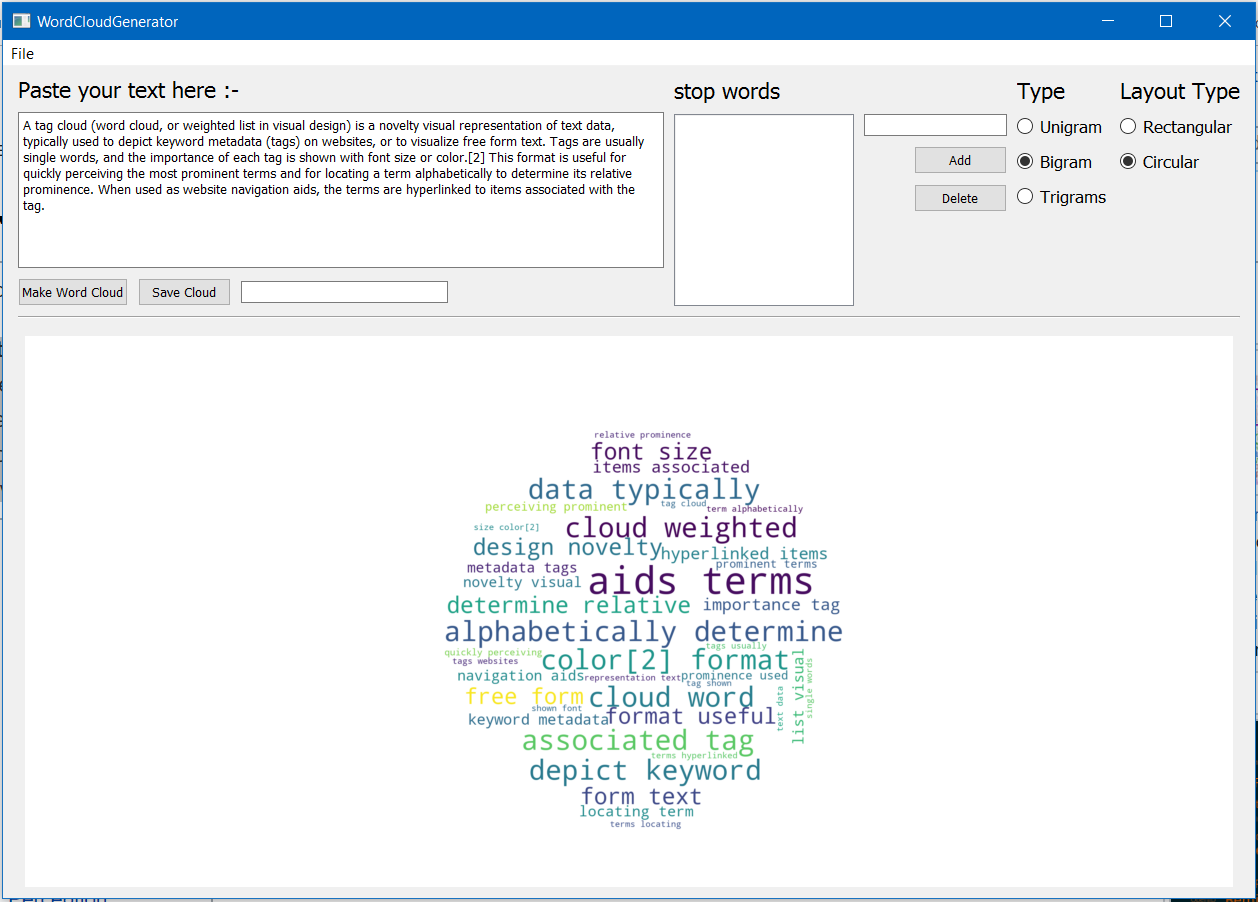 WordCloudGenerator
File
Paste your text here :-
stop words
Type
Layout Type
A tag cloud (word cloud, or weighted list in visual design) is a novelty visual representation of text data,
typically used to depict keyword metadata (tags) on websites, or to visualize free form text. Tags are usually
single words, and the importance of each tag is shown with font size or color.[2] This format is useful for
quickly perceiving the most prominent terms and for locating a term alphabetically to determine its relative
prominence. When used as website navigation aids, the terms are hyperlinked to items associated with the
tag.
Unigram
Rectangular
Add
Bigram
Circular
Delete
Trigrams
Make Word Cloud
Save Cloud
relative prominence
font size
items associated
data typically
perceiving prominent
tag cloud
term alphabetically
size color[2]
cloud weighted
design novelty
hyperlinked items
metadata tags
prominent terms
novelty visual
aids terms
determine relative
importance tag
alphabetically determine
tags usually
quickly perceiving
tags websites
color[2] format
navigation aids
representation text
prominence used
tag shown
list visual
single words
text data
free form
cloud word
shown font
keyword metadata
format useful
associated tag
terms hyperlinked
depict keyword
form text
locating term
terms locating